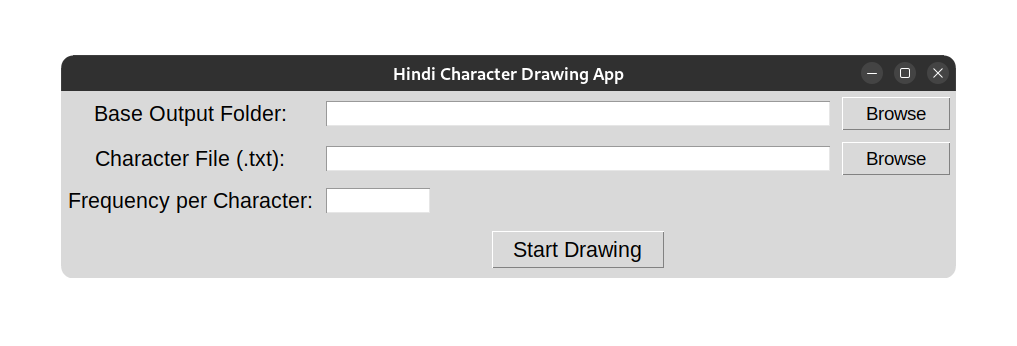 Hindi Character Drawing App
Base Output Folder: Browse
Character File (.txt): Browse
Frequency per Character:
Start Drawing